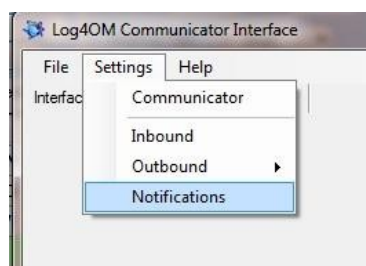 Log4OM Communicator Interface
File Settings Help
Interfac
Communicator
Inbound
Outbound
Notifications